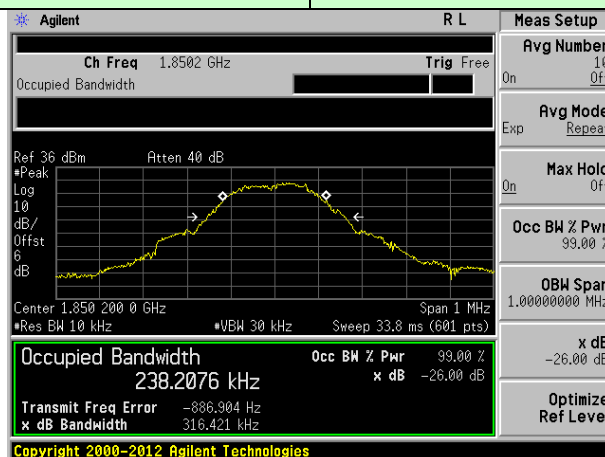 Agilent R L Meas Setup
Ch Freq 1.8502 GHz Trig Free
Occupied Bandwidth
Ref 36 dBm Atten 40 dB
#Peak
Log
10
dB/
Offst
6
dB
Center 1.850 200 0 GHz Span 1 MHz
#Res BW 10 kHz #VBW 30 kHz Sweep 33.8 ms (601 pts)
Occupied Bandwidth Occ BW % Pwr 99.00 %
238.2076 kHz x dB -26.00 dB
Transmit Freq Error -886.904 Hz
x dB Bandwidth 316.421 kHz
Copyright 2000-2012 Agilent Technologies
Avg Number
10
On Off
Avg Mode
Exp Repeat
Max Hold
On Off
Occ BW % Pwr
99.00 %
OBW Span
1.00000000 MHz
x dB
-26.00 dB
Optimize
Ref Level